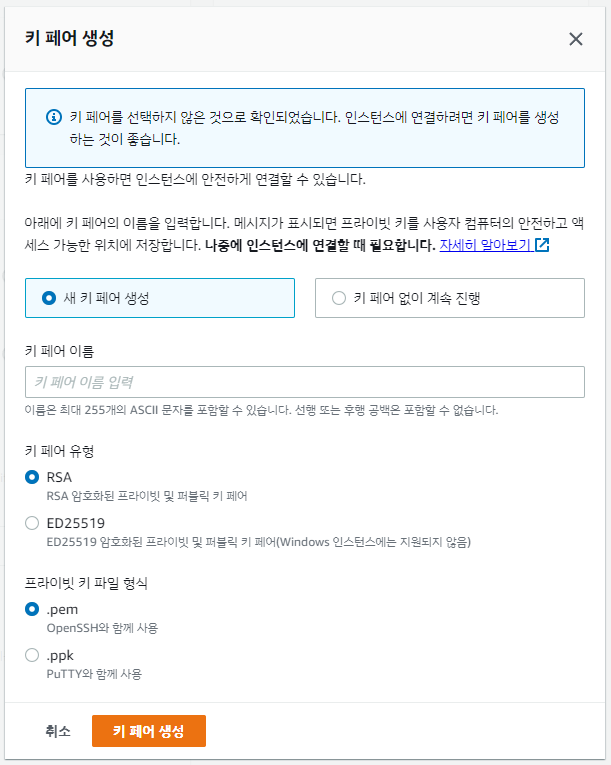 키 페어 생성
키 페어를 선택하지 않은 것으로 확인되었습니다. 인스턴스에 연결하려면 키 페어를 생성
하는 것이 좋습니다.
키 페어를 사용하면 인스턴스에 안전하게 연결할 수 있습니다.
아래에 키 페어의 이름을 입력합니다. 메시지가 표시되면 프라이빗 키를 사용자 컴퓨터의 안전하고 액
세스 가능한 위치에 저장합니다. 나중에 인스턴스에 연결할 때 필요합니다. 자세히 알아보기
새 키 페어 생성
키 페어 없이 계속 진행
키 페어 이름
키 페어 이름 입력
이름은 최대 255개의 ASCII 문자를 포함할 수 있습니다. 선행 또는 후행 공백은 포함할 수 없습니다.
키 페어 유형
RSA
RSA 암호화된 프라이빗 및 퍼블릭 키 페어
ED25519
ED25519 암호화된 프라이빗 및 퍼블릭 키 페어(Windows 인스턴스에는 지원되지 않음)
프라이빗 키 파일 형식
.pem
OpenSSH와 함께 사용
.ppk
PuTTY와 함께 사용
취소
키 페어 생성